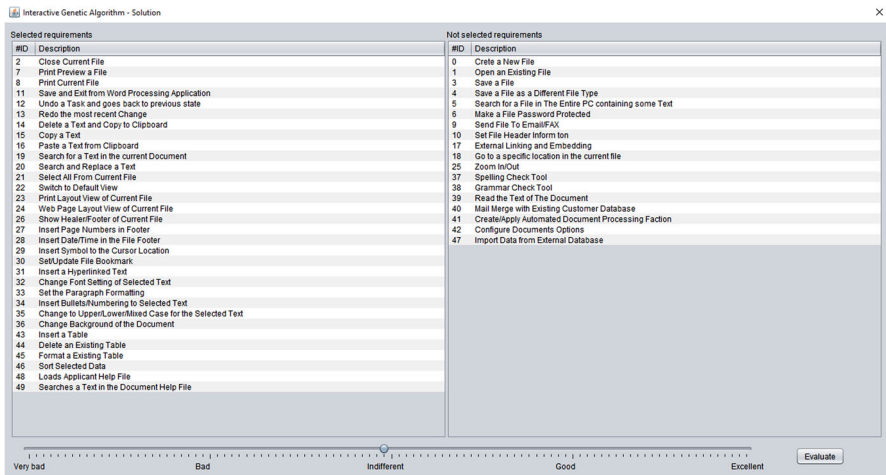 Interactive Genetic Algorithm - Solution
Selected requirements
#ID Description
2 Close Current File
7 Print Preview a File
8 Print Current File
11 Save and Exit from Word Processing Application
12 Undo a Task and goes back to previous state
13 Redo the most recent Change
14 Delete a Text and Copy to Clipboard
15 Copy a Text
16 Paste a Text from Clipboard
19 Search for a Text in the current Document
20 Search and Replace a Text
21 Select All From Current File
22 Switch to Default View
23 Print Layout View of Current File
24 Web Page Layout View of Current File
26 Show Healer/Footer of Current File
27 Insert Page Numbers in Footer
28 Insert Date/Time in the File Footer
29 Insert Symbol to the Cursor Location
30 Set/Update File Bookmark
31 Insert a Hyperlinked Text
32 Change Font Setting of Selected Text
33 Set the Paragraph Formatting
34 Insert Bullets/Numbering to Selected Text
35 Change to Upper/Lower/Mixed Case for the Selected Text
36 Change Background of the Document
43 Insert a Table
44 Delete an Existing Table
45 Format a Existing Table
46 Sort Selected Data
48 Loads Applicant Help File
49 Searches a Text in the Document Help File
Not selected requirements
#ID Description
0 Crete a New File
1 Open an Existing File
3 Save a File
4 Save a File as a Different File Type
5 Search for a File in The Entire PC containing some Text
6 Make a File Password Protected
9 Send File To Email/FAX
10 Set File Header Inform ton
17 External Linking and Embedding
18 Go to a specific location in the current file
25 Zoom In/Out
37 Spelling Check Tool
38 Grammar Check Tool
39 Read the Text of The Document
40 Mail Merge with Existing Customer Database
41 Create/Apply Automated Document Processing Faction
42 Configure Documents Options
47 Import Data from External Database
Very bad Bad Indifferent Good Excellent
Evaluate